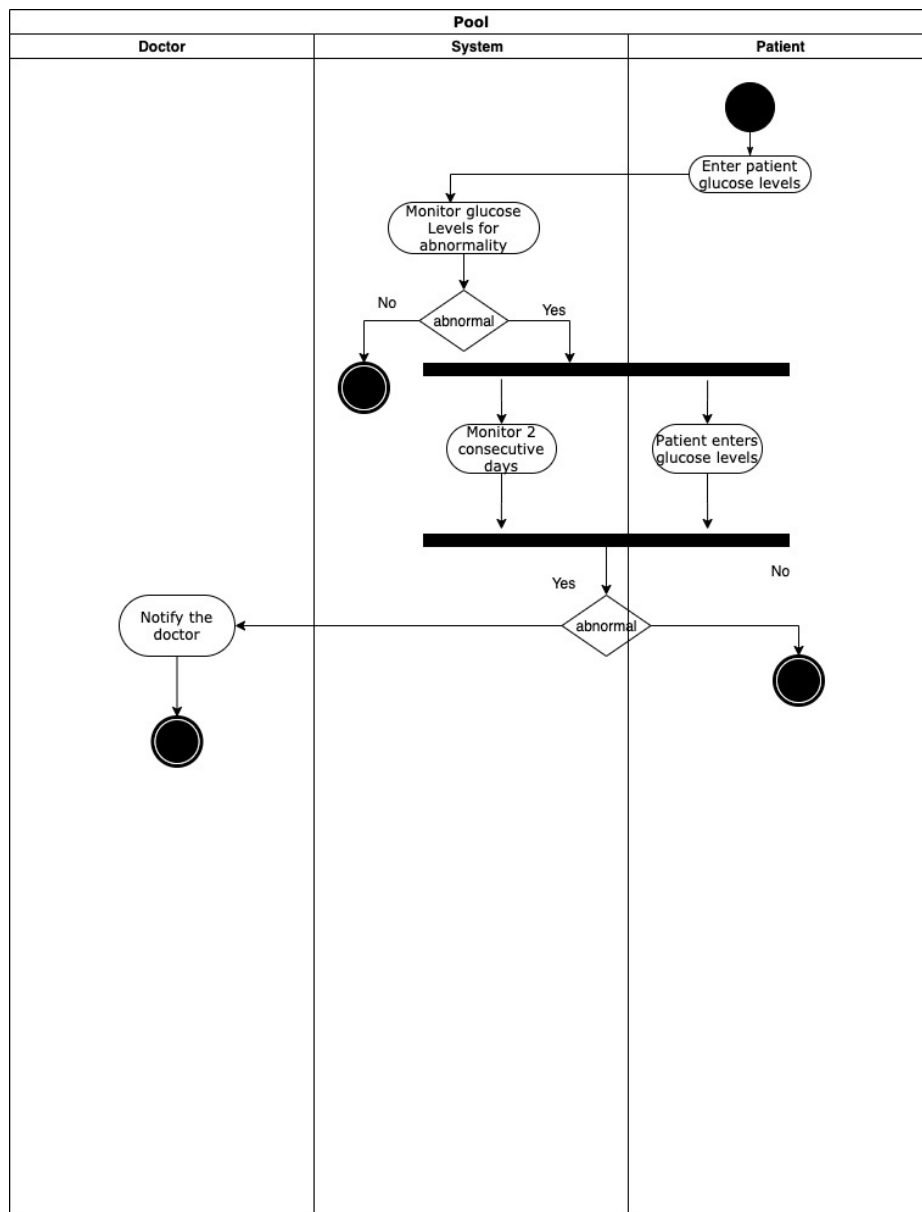 Pool
Doctor
System
Patient
Enter patient
glucose levels
Monitor glucose
Levels for
abnormality
No
abnormal
Yes
Monitor 2
consecutive
days
Patient enters
glucose levels
Yes
No
Notify the
doctor
abnormal